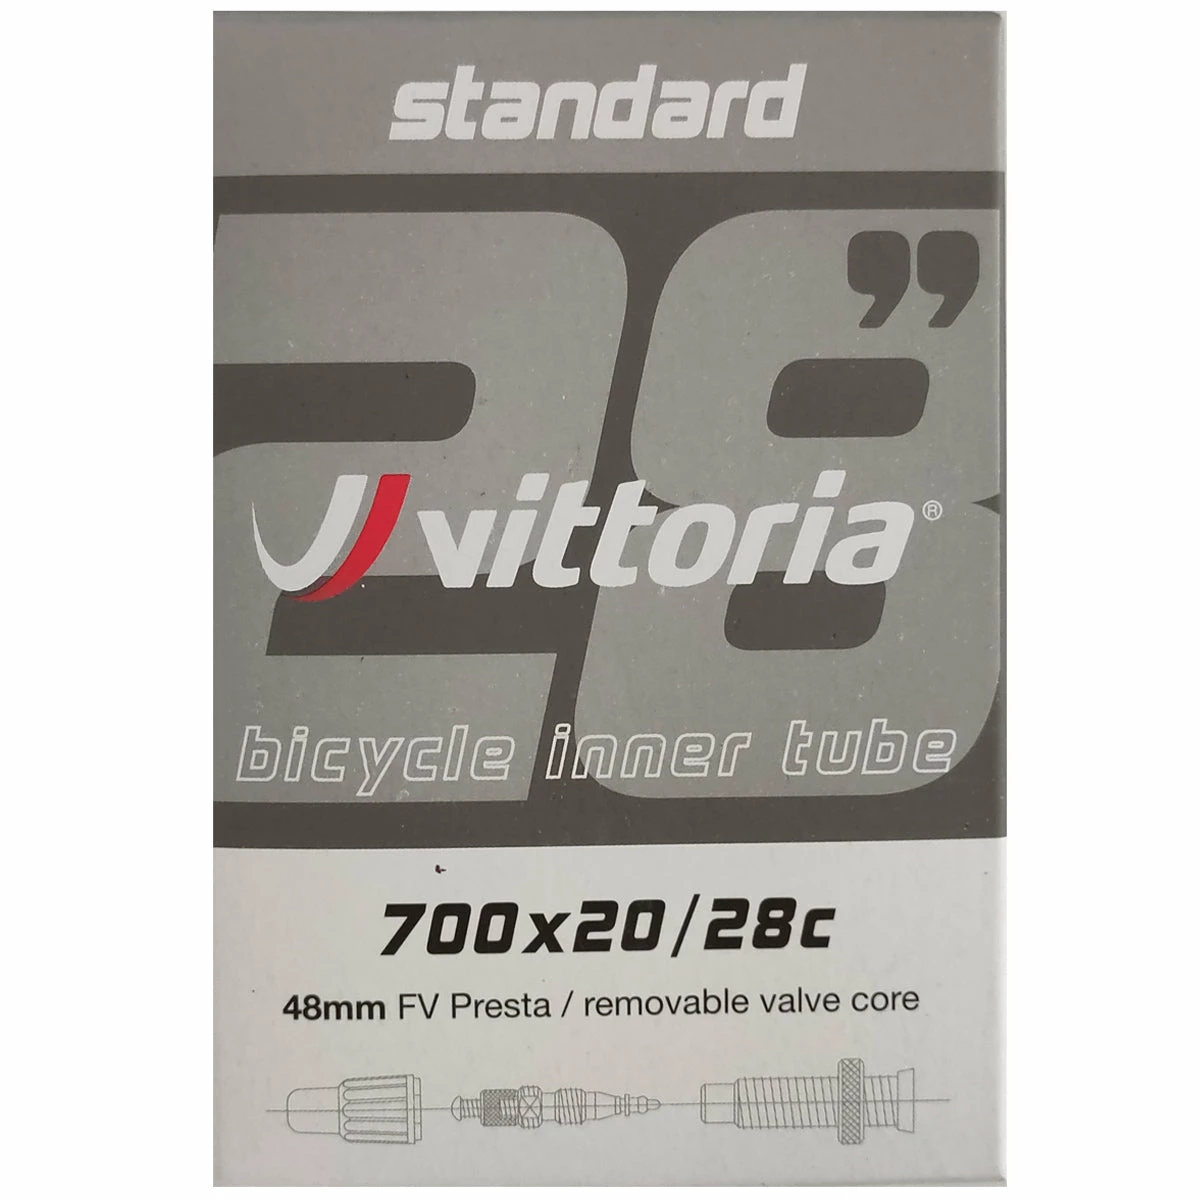 standard
28”
vittoria®
bicycle inner tube
700x20/28c
48mm FV Presta / removable valve core